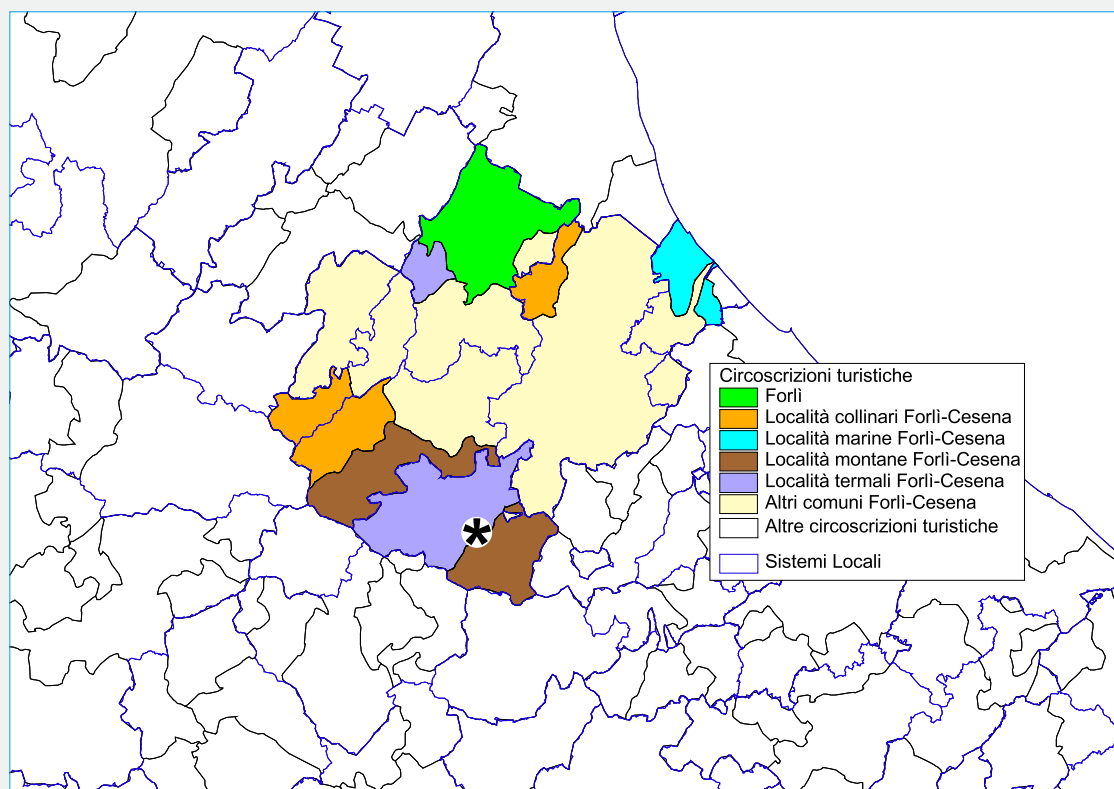 Circoscrizioni turistiche
Forlì
Località collinari Forlì-Cesena
Località marine Forlì-Cesena
Località montane Forlì-Cesena
Località termali Forlì-Cesena
Altri comuni Forlì-Cesena
Altre circoscrizioni turistiche
Sistemi Locali
*